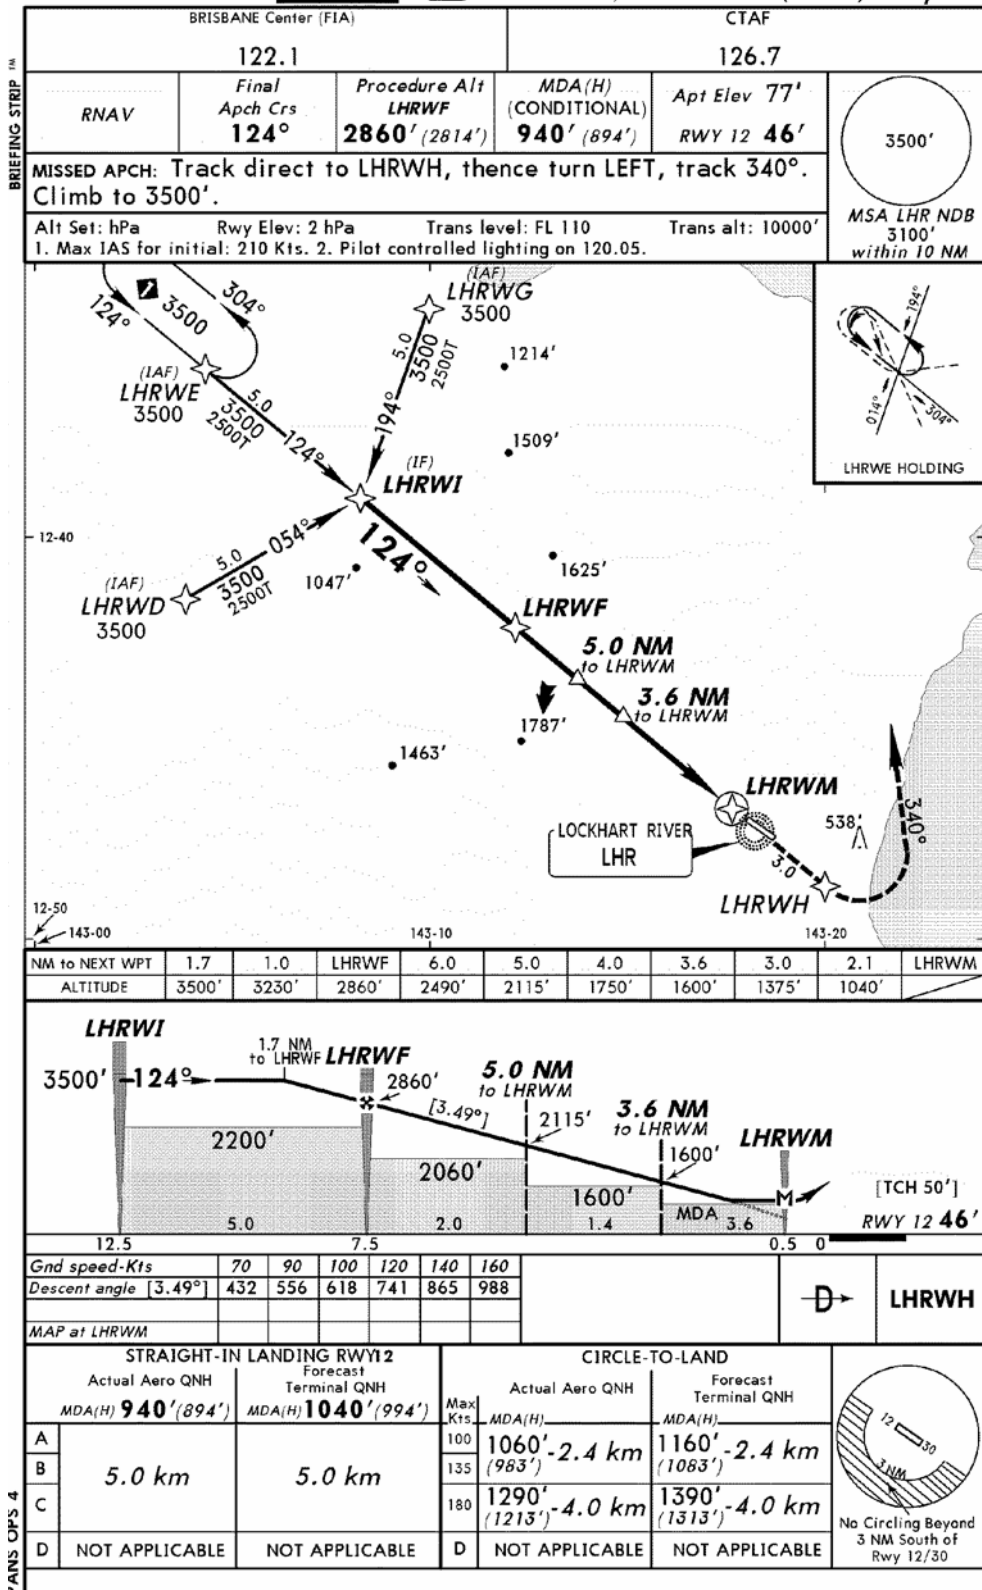 BRIEFING STRIP ™
BRISBANE Center (FIA)
122.1
CTAF
126.7
RNAV
Final
Apch Crs
124°
Procedure Alt
LHRWF
2860' (2814')
MDA(H)
(CONDITIONAL)
940' (894')
Apt Elev 77'
RWY 12 46'
3500'
MSA LHR NDB
3100'
within 10 NM
MISSED APCH: Track direct to LHRWH, thence turn LEFT, track 340°.
Climb to 3500'.
Alt Set: hPa Rwy Elev: 2 hPa Trans level: FL 110 Trans alt: 10000'
1. Max IAS for initial: 210 Kts. 2. Pilot controlled lighting on 120.05.
124°
3500
304°
(IAF)
LHRWG
3500
5.0
3500
2500T
194°
1214'
(IAF)
LHRWE
3500
5.0
3500
2500T
124°
1509'
(IF)
LHRWI
194°
014°
304°
LHRWE HOLDING
12-40
124°
5.0
054°
3500
2500T
(IAF)
LHRWD
3500
1047'
1625'
LHRWF
5.0 NM
to LHRWM
3.6 NM
to LHRWM
1787'
1463'
LHRWM
LOCKHART RIVER
LHR
538'
340°
3.0
LHRWH
12-50
143-00
143-10
143-20
NM to NEXT WPT 1.7 1.0 LHRWF 6.0 5.0 4.0 3.6 3.0 2.1 LHRWM
ALTITUDE 3500' 3230' 2860' 2490' 2115' 1750' 1600' 1375' 1040'
LHRWI
1.7 NM
to LHRWF
LHRWF
3500' 124°
2860'
[3.49°]
5.0 NM
to LHRWM
2115'
3.6 NM
to LHRWM
1600'
LHRWM
2200'
2060'
1600'
MDA
M
[TCH 50']
RWY 12 46'
5.0 2.0 1.4 3.6
12.5 7.5 0.5 0
Gnd speed-Kts 70 90 100 120 140 160
Descent angle [3.49°] 432 556 618 741 865 988
MAP at LHRWM
D
LHRWH
STRAIGHT-IN LANDING RWY12
Actual Aero QNH
MDA(H) 940' (894')
Forecast
Terminal QNH
MDA(H) 1040' (994')
CIRCLE-TO-LAND
Max
Kts
Actual Aero QNH
MDA(H)
Forecast
Terminal QNH
MDA(H)
A
B
C
5.0 km
5.0 km
100
135
1060'
(983') -2.4 km
1160'
(1083') -2.4 km
180
1290'
(1213') -4.0 km
1390'
(1313') -4.0 km
D NOT APPLICABLE NOT APPLICABLE D NOT APPLICABLE NOT APPLICABLE
12
30
3 NM
No Circling Beyond
3 NM South of
Rwy 12/30
ANS OPS 4